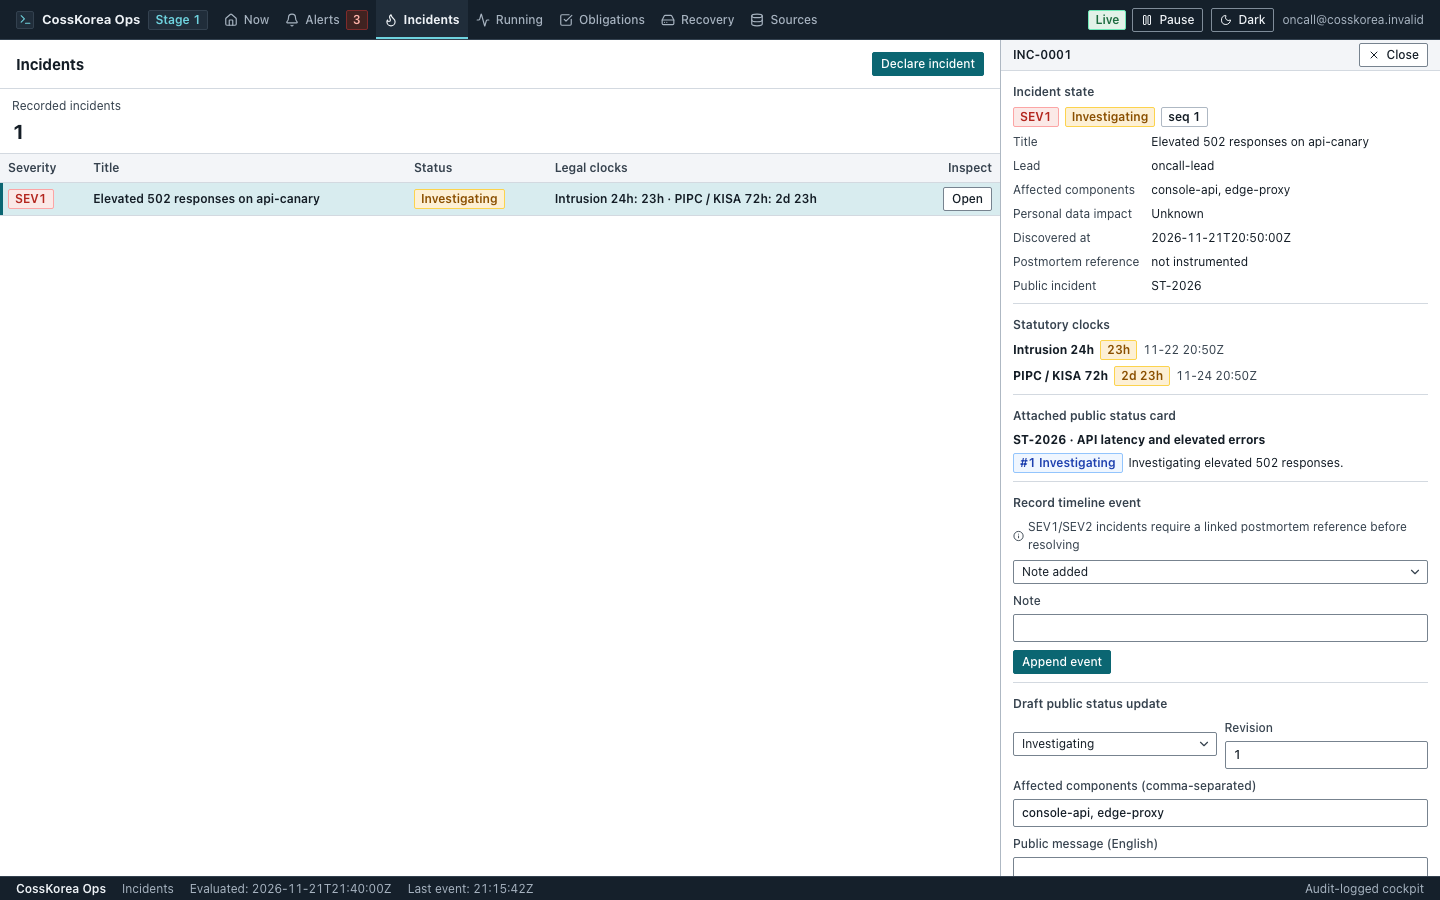 CossKorea Ops
Stage 1
Now
Alerts
3
Incidents
Running
Obligations
Recovery
Sources
Live
Pause
Dark
oncall@cosskorea.invalid
Incidents
Declare incident
Recorded incidents
1
Severity Title Status Legal clocks Inspect
SEV1 Elevated 502 responses on api-canary Investigating Intrusion 24h: 23h · PIPC / KISA 72h: 2d 23h Open
INC-0001
Close
Incident state
SEV1 Investigating seq 1
Title Elevated 502 responses on api-canary
Lead oncall-lead
Affected components console-api, edge-proxy
Personal data impact Unknown
Discovered at 2026-11-21T20:50:00Z
Postmortem reference not instrumented
Public incident ST-2026
Statutory clocks
Intrusion 24h 23h 11-22 20:50Z
PIPC / KISA 72h 2d 23h 11-24 20:50Z
Attached public status card
ST-2026 · API latency and elevated errors
#1 Investigating Investigating elevated 502 responses.
Record timeline event
SEV1/SEV2 incidents require a linked postmortem reference before
resolving
Note added
Note
Append event
Draft public status update
Revision
Investigating
1
Affected components (comma-separated)
console-api, edge-proxy
Public message (English)
CossKorea Ops Incidents Evaluated: 2026-11-21T21:40:00Z Last event: 21:15:42Z Audit-logged cockpit